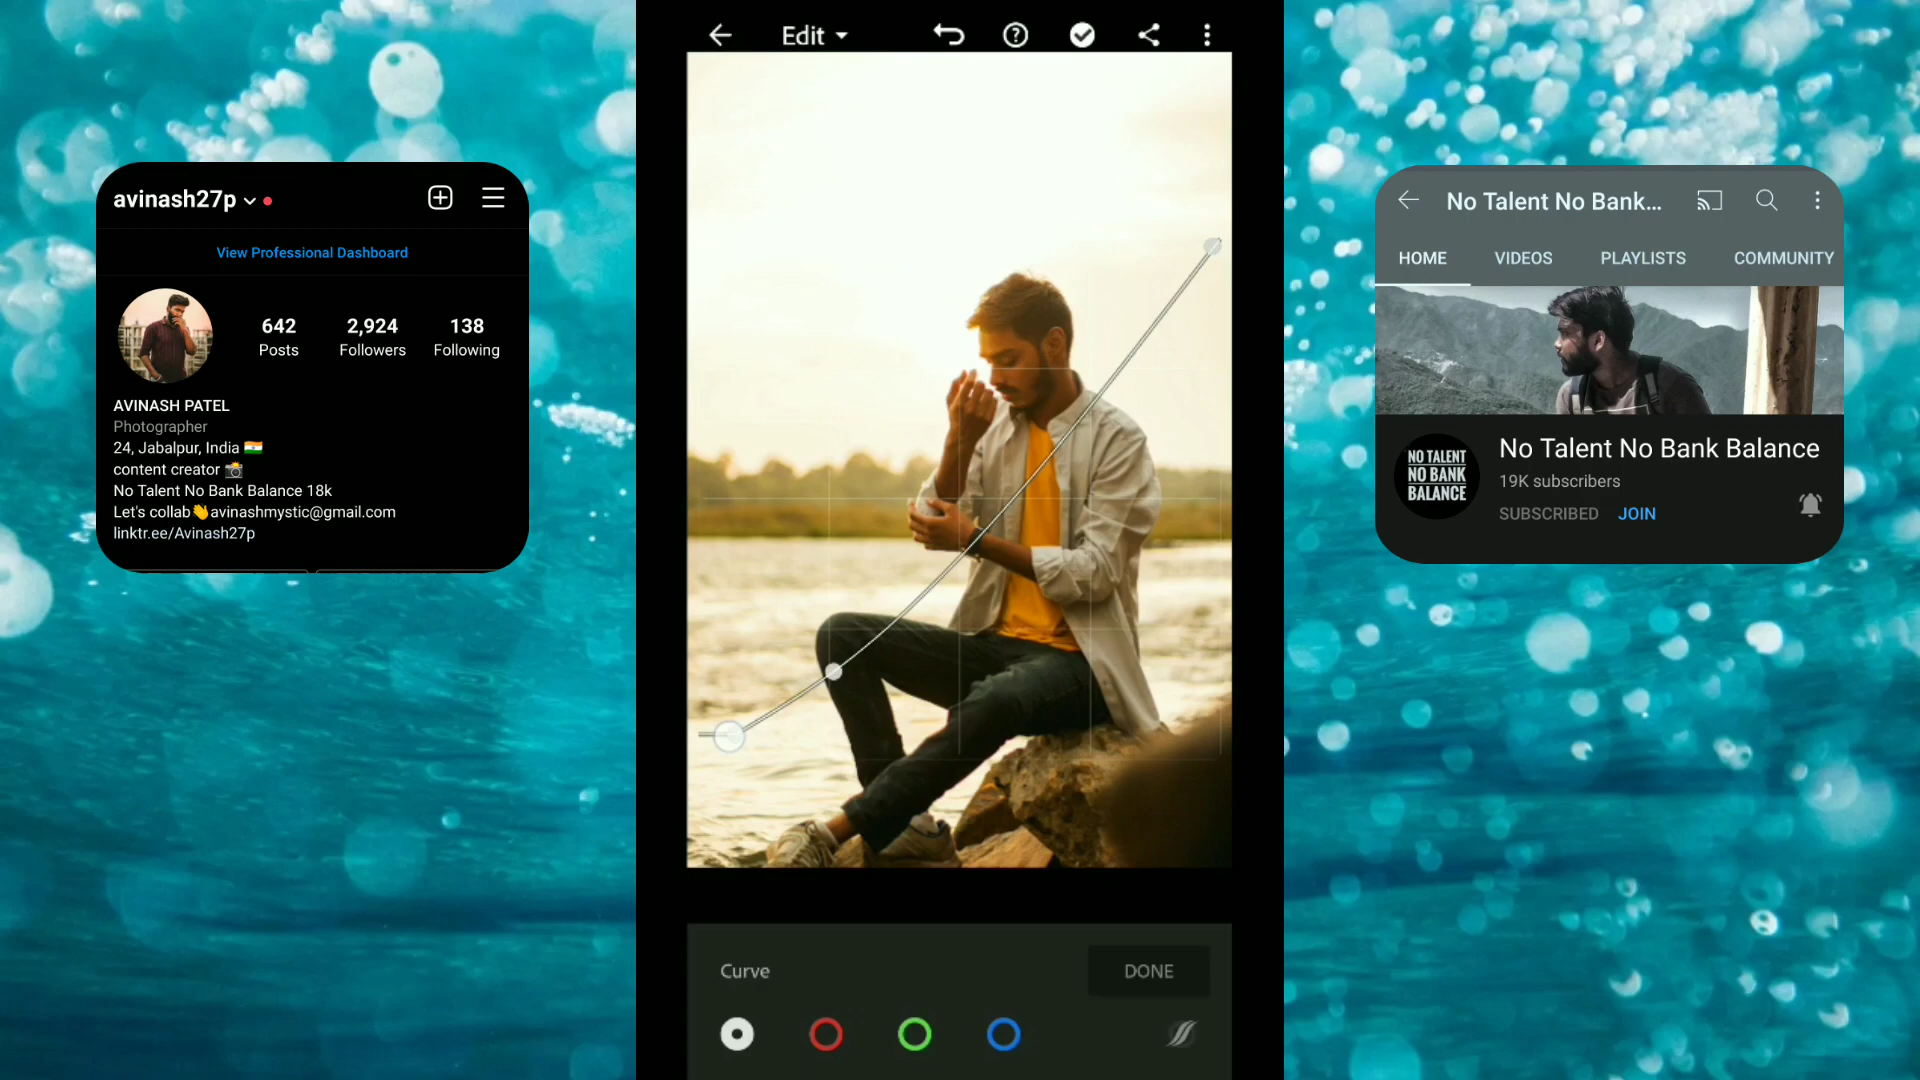 avinash27p
View Professional Dashboard
642
Posts
2,924
Followers
138
Following
AVINASH PATEL
Photographer
24, Jabalpur, India 🇮🇳
content creator 📸
No Talent No Bank Balance 18k
Let's collab👋avinashmystic@gmail.com
linktr.ee/Avinash27p
Edit
Curve
DONE
No Talent No Bank...
HOME VIDEOS PLAYLISTS COMMUNITY
NO TALENT
NO BANK
BALANCE
No Talent No Bank Balance
19K subscribers
SUBSCRIBED JOIN